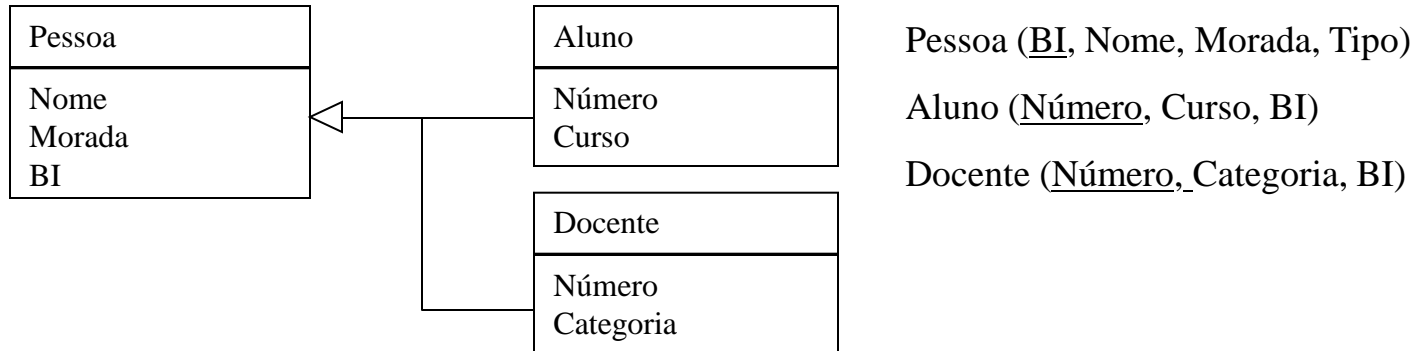 Pessoa
Nome
Morada
BI
Aluno
Número
Curso
Docente
Número
Categoria
Pessoa (BI, Nome, Morada, Tipo)
Aluno (Número, Curso, BI)
Docente (Número, Categoria, BI)